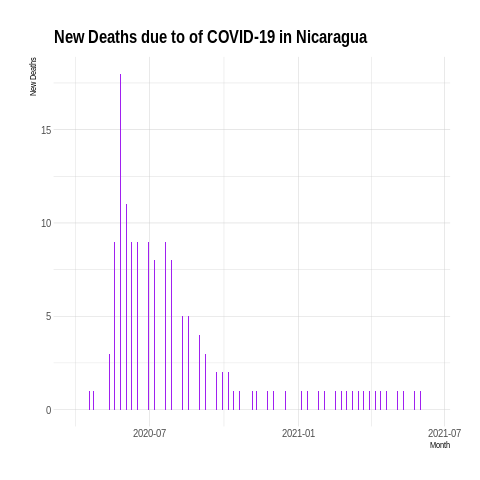 New Deaths due to of COVID-19 in Nicaragua
New Deaths
15
10
5
0
2020-07
2021-01
2021-07
Month